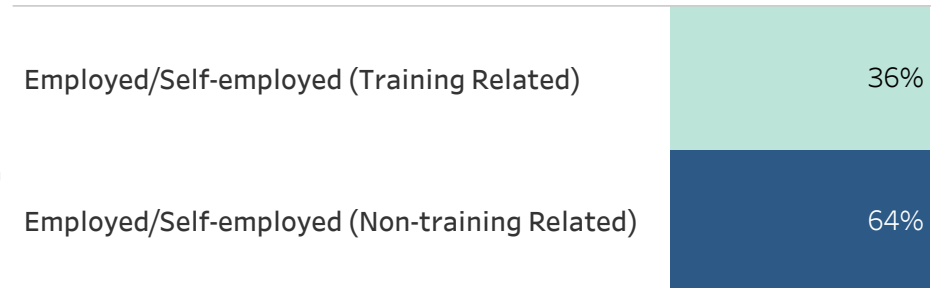 Employed/Self-employed (Training Related) 36%
Employed/Self-employed (Non-training Related) 64%